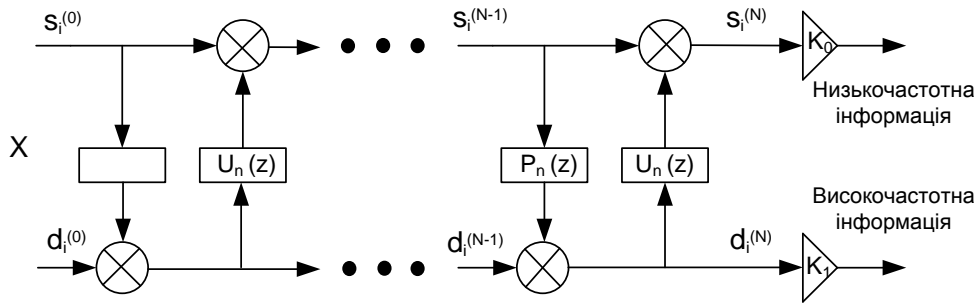 s_i^(0)
s_i^(N-1)
s_i^(N)
K_0
Низькочастотна
інформація
X
U_n (z)
P_n (z)
U_n (z)
Високочастотна
інформація
d_i^(0)
d_i^(N-1)
d_i^(N)
K_1